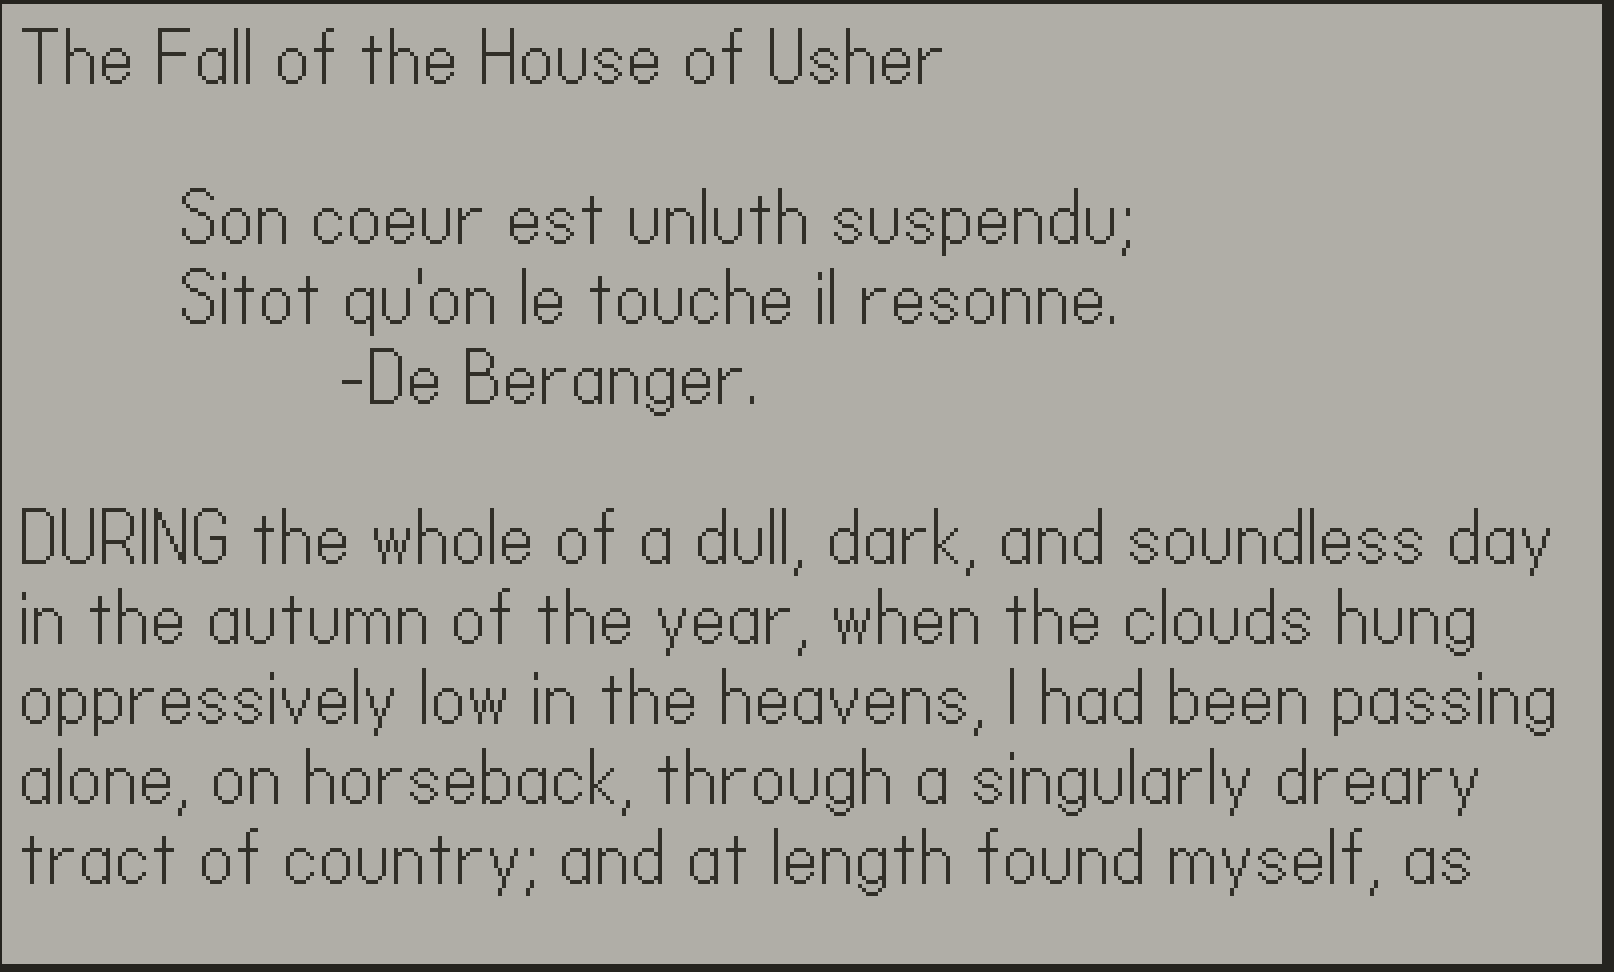 The Fall of the House of Usher
Son coeur est unluth suspendu;
Sitot qu'on le touche il resonne.
-De Beranger.
DURING the whole of a dull, dark, and soundless day
in the autumn of the year, when the clouds hung
oppressively low in the heavens, I had been passing
alone, on horseback, through a singularly dreary
tract of country; and at length found myself, as